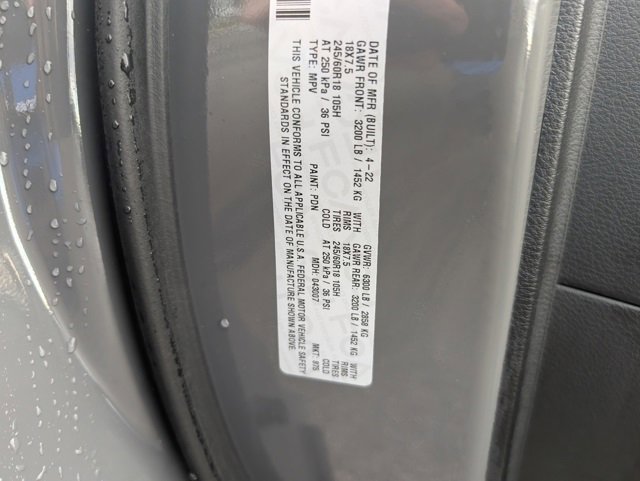 DATE OF MFR (BUILT): 4-22 GVWR: 6300 LB / 2858 KG
GAWR FRONT: 3200 LB / 1452 KG WITH GAWR REAR: 3200 LB / 1452 KG WITH
18X7.5 RIMS 18X7.5 RIMS
245/60R18 105H TIRES 245/60R18 105H TIRES
AT 250 kPa / 36 PSI COLD AT 250 kPa / 36 PSI COLD
TYPE: MPV PAINT: PDN MDH: 043007 MKT: 975
THIS VEHICLE CONFORMS TO ALL APPLICABLE U.S.A. FEDERAL MOTOR VEHICLE SAFETY
STANDARDS IN EFFECT ON THE DATE OF MANUFACTURE SHOWN ABOVE.